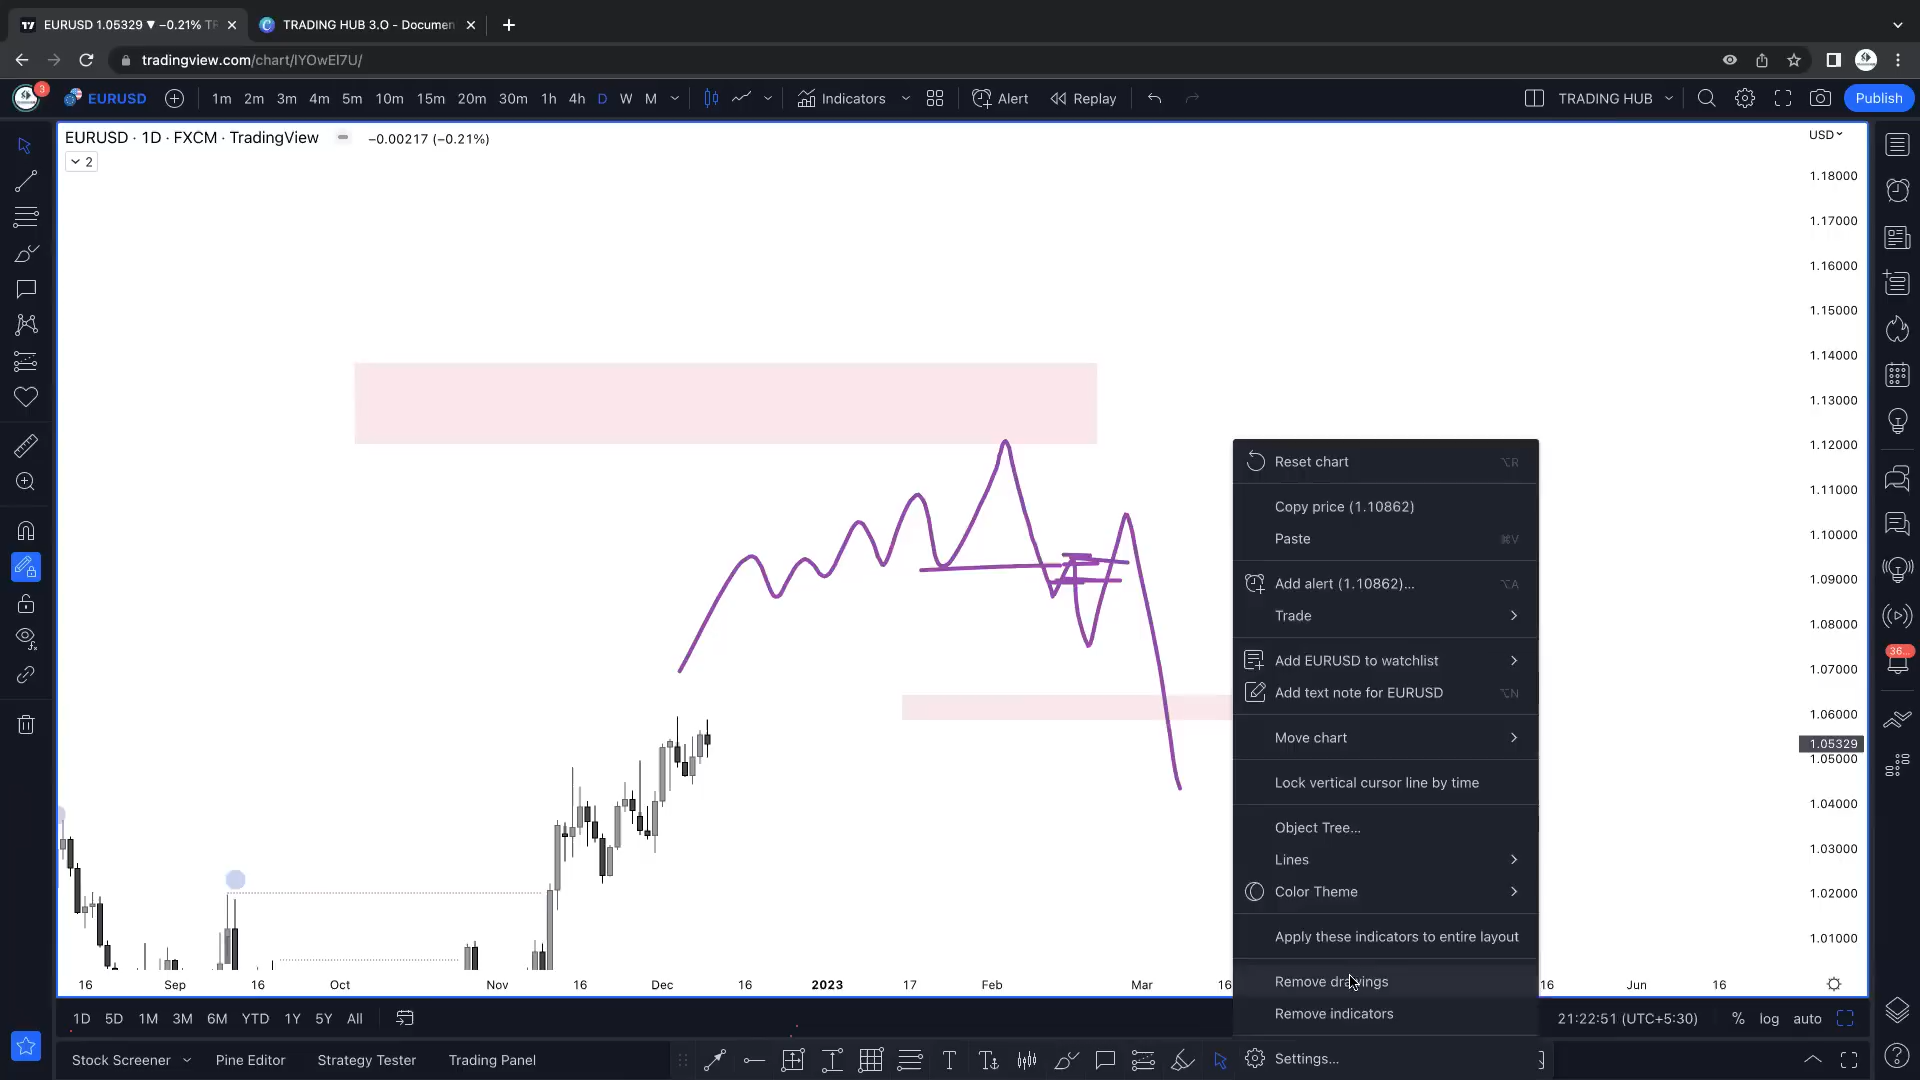 EURUSD 1.05329 ▼ −0.21%
TRADING HUB 3.O - Documen
tradingview.com/chart/lYOwEI7U/
3
EURUSD
1m 2m 3m 4m 5m 10m 15m 20m 30m 1h 4h D W M
Indicators
Alert
Replay
TRADING HUB
Publish
EURUSD · 1D · FXCM · TradingView
−0.00217 (−0.21%)
2
USD
1.18000
1.17000
1.16000
1.15000
1.14000
1.13000
1.12000
1.11000
1.10000
1.09000
1.08000
1.07000
1.06000
1.05329
1.05000
1.04000
1.03000
1.02000
1.01000
36...
Reset chart ⌥R
Copy price (1.10862)
Paste ⌘V
Add alert (1.10862)... ⌥A
Trade
Add EURUSD to watchlist
Add text note for EURUSD ⌥N
Move chart
Lock vertical cursor line by time
Object Tree...
Lines
Color Theme
Apply these indicators to entire layout
Remove drawings
Remove indicators
Settings...
16 Sep 16 Oct Nov 16 Dec 16 2023 17 Feb Mar 16 16 Jun 16
1D 5D 1M 3M 6M YTD 1Y 5Y All
21:22:51 (UTC+5:30)
% log auto
Stock Screener
Pine Editor
Strategy Tester
Trading Panel